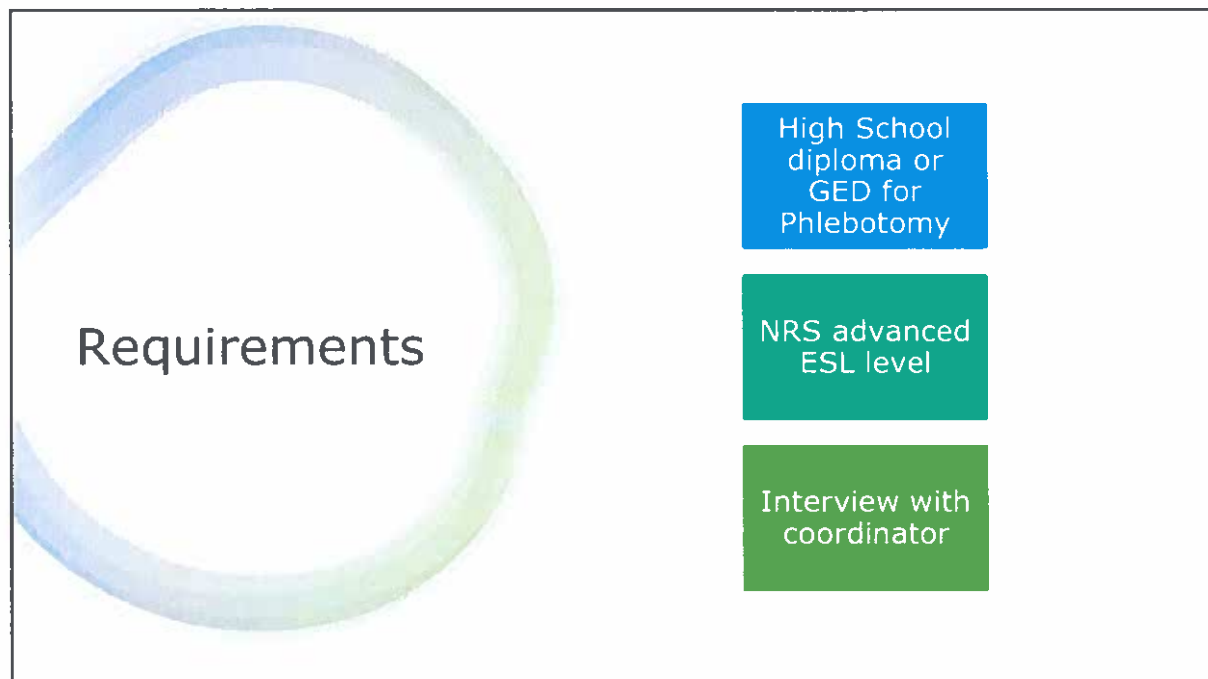 Requirements
High School
diploma or
GED for
Phlebotomy
NRS advanced
ESL level
Interview with
coordinator